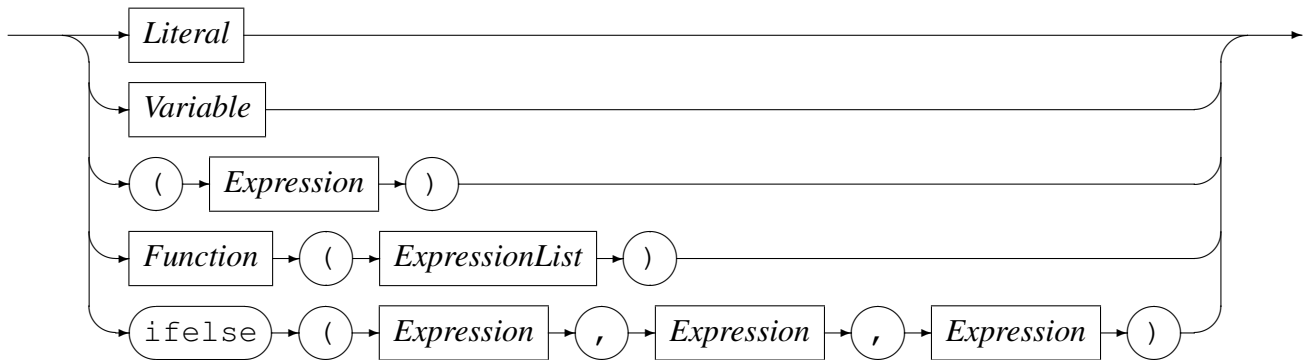 Literal
Variable
( Expression )
Function ( ExpressionList )
ifelse ( Expression , Expression , Expression )